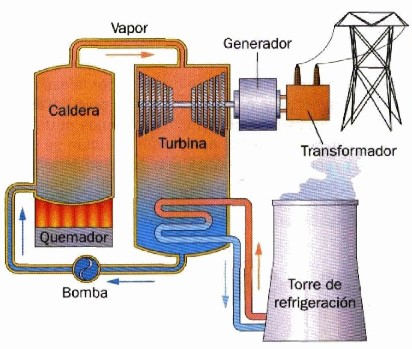 Vapor
Generador
Caldera
Turbina
Transformador
Quemador
Bomba
Torre de
refrigeración